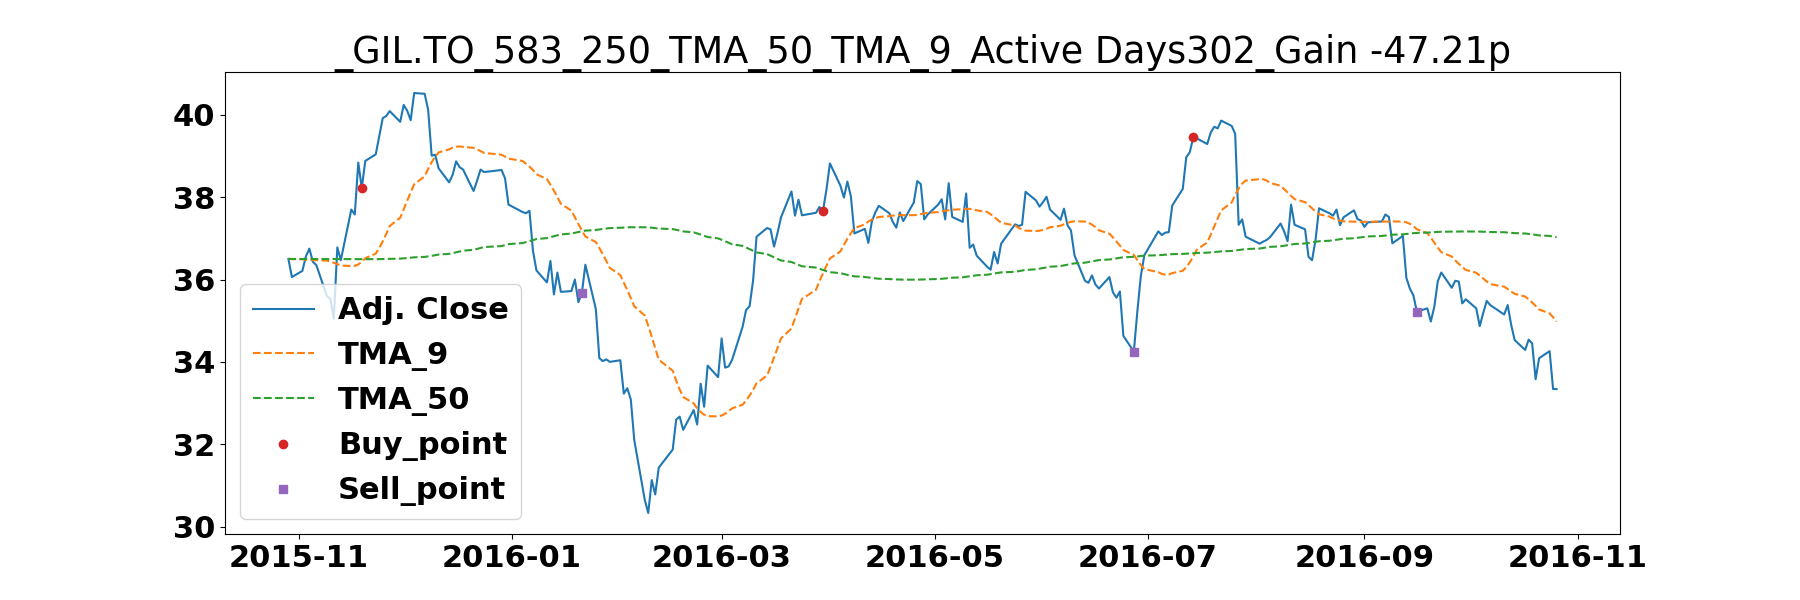 _GIL.TO_583_250_TMA_50_TMA_9_Active Days302_Gain -47.21p
40
38
36
34
32
30
Adj. Close
TMA_9
TMA_50
Buy_point
Sell_point
2015-11 2016-01 2016-03 2016-05 2016-07 2016-09 2016-11